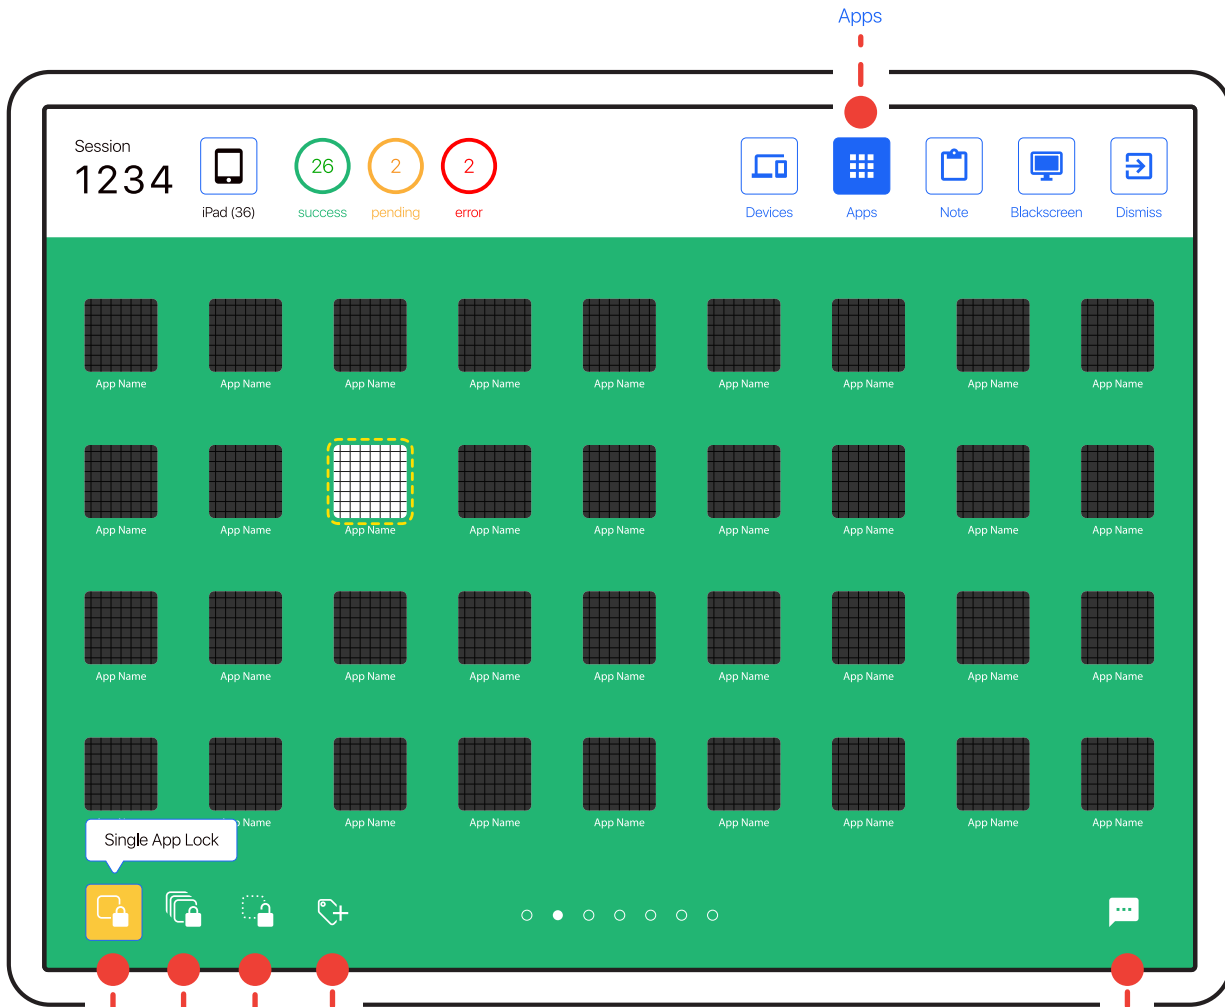 Apps
Session
1234
iPad (36)
26
success
2
pending
2
error
Devices
Apps
Note
Blackscreen
Dismiss
App Name App Name App Name App Name App Name App Name App Name App Name App Name
App Name App Name App Name App Name App Name App Name App Name App Name App Name
App Name App Name App Name App Name App Name App Name App Name App Name App Name
Name App Name App Name App Name App Name App Name App Name App Name
Single App Lock